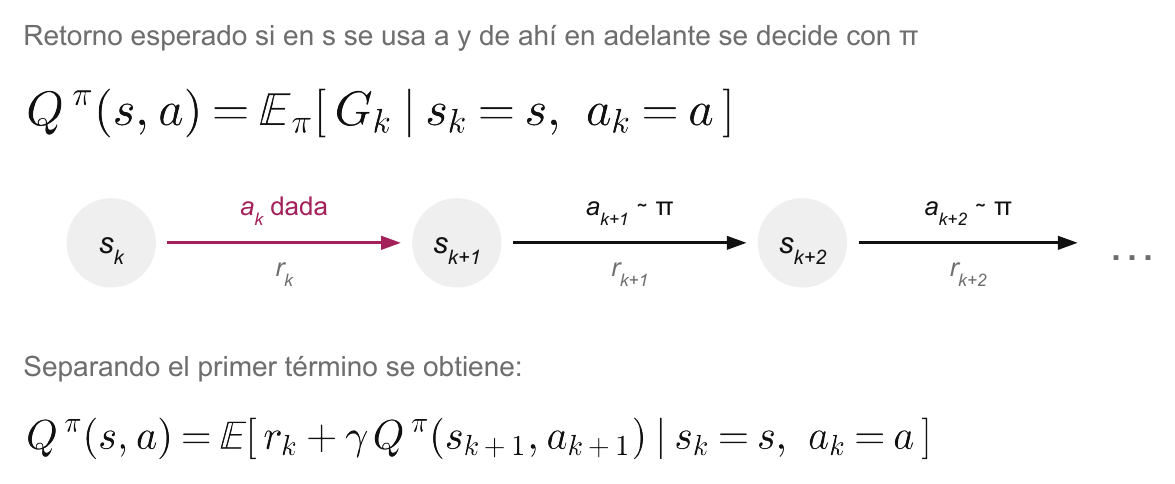 Retorno esperado si en s se usa a y de ahí en adelante se decide con π
Q^π(s, a) = 𝔼_π[ G_k | s_k = s, a_k = a ]
a_k dada a_{k+1} ~ π a_{k+2} ~ π
s_k s_{k+1} s_{k+2} ...
r_k r_{k+1} r_{k+2}
Separando el primer término se obtiene:
Q^π(s, a) = 𝔼[ r_k + γQ^π(s_{k+1}, a_{k+1}) | s_k = s, a_k = a ]